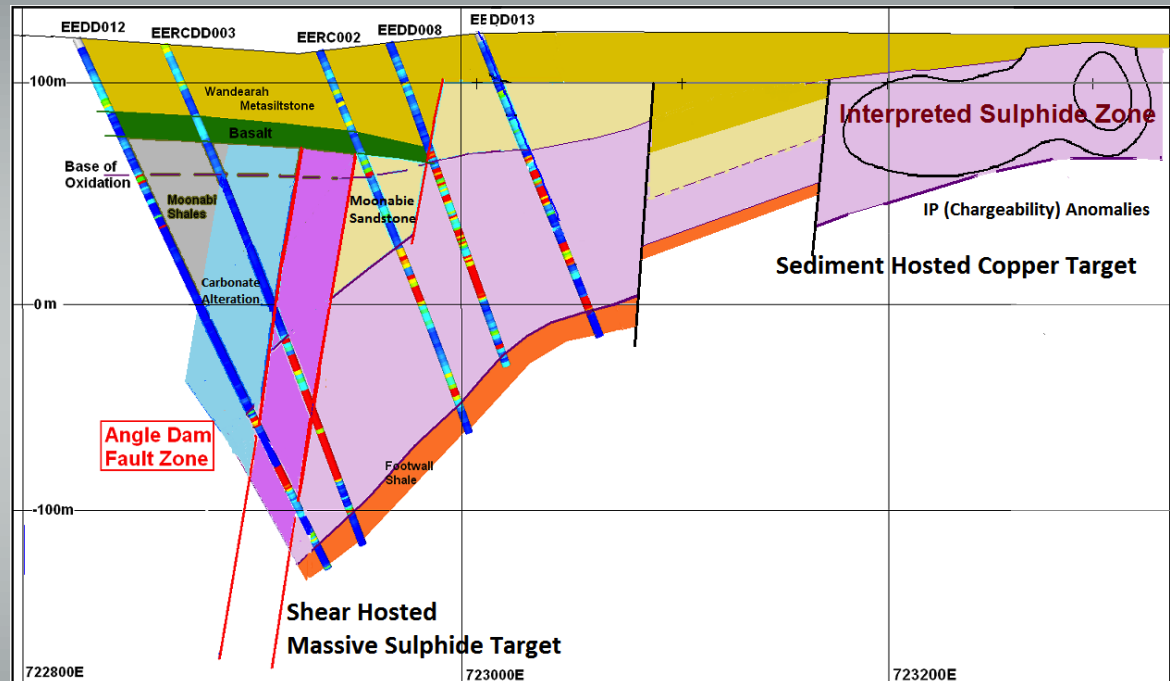 EEDD012
EERCDD003
EERC002
EEDD008
EEDD013
100m
Wandearah
Metasiltstone
Interpreted Sulphide Zone
Basalt
Base of
Oxidation
Moonabi
Shales
Moonabie
Sandstone
IP (Chargeability) Anomalies
Sediment Hosted Copper Target
Carbonate
Alteration
0m
Angle Dam
Fault Zone
Footwall
Shale
-100m
Shear Hosted
Massive Sulphide Target
722800E
723000E
723200E